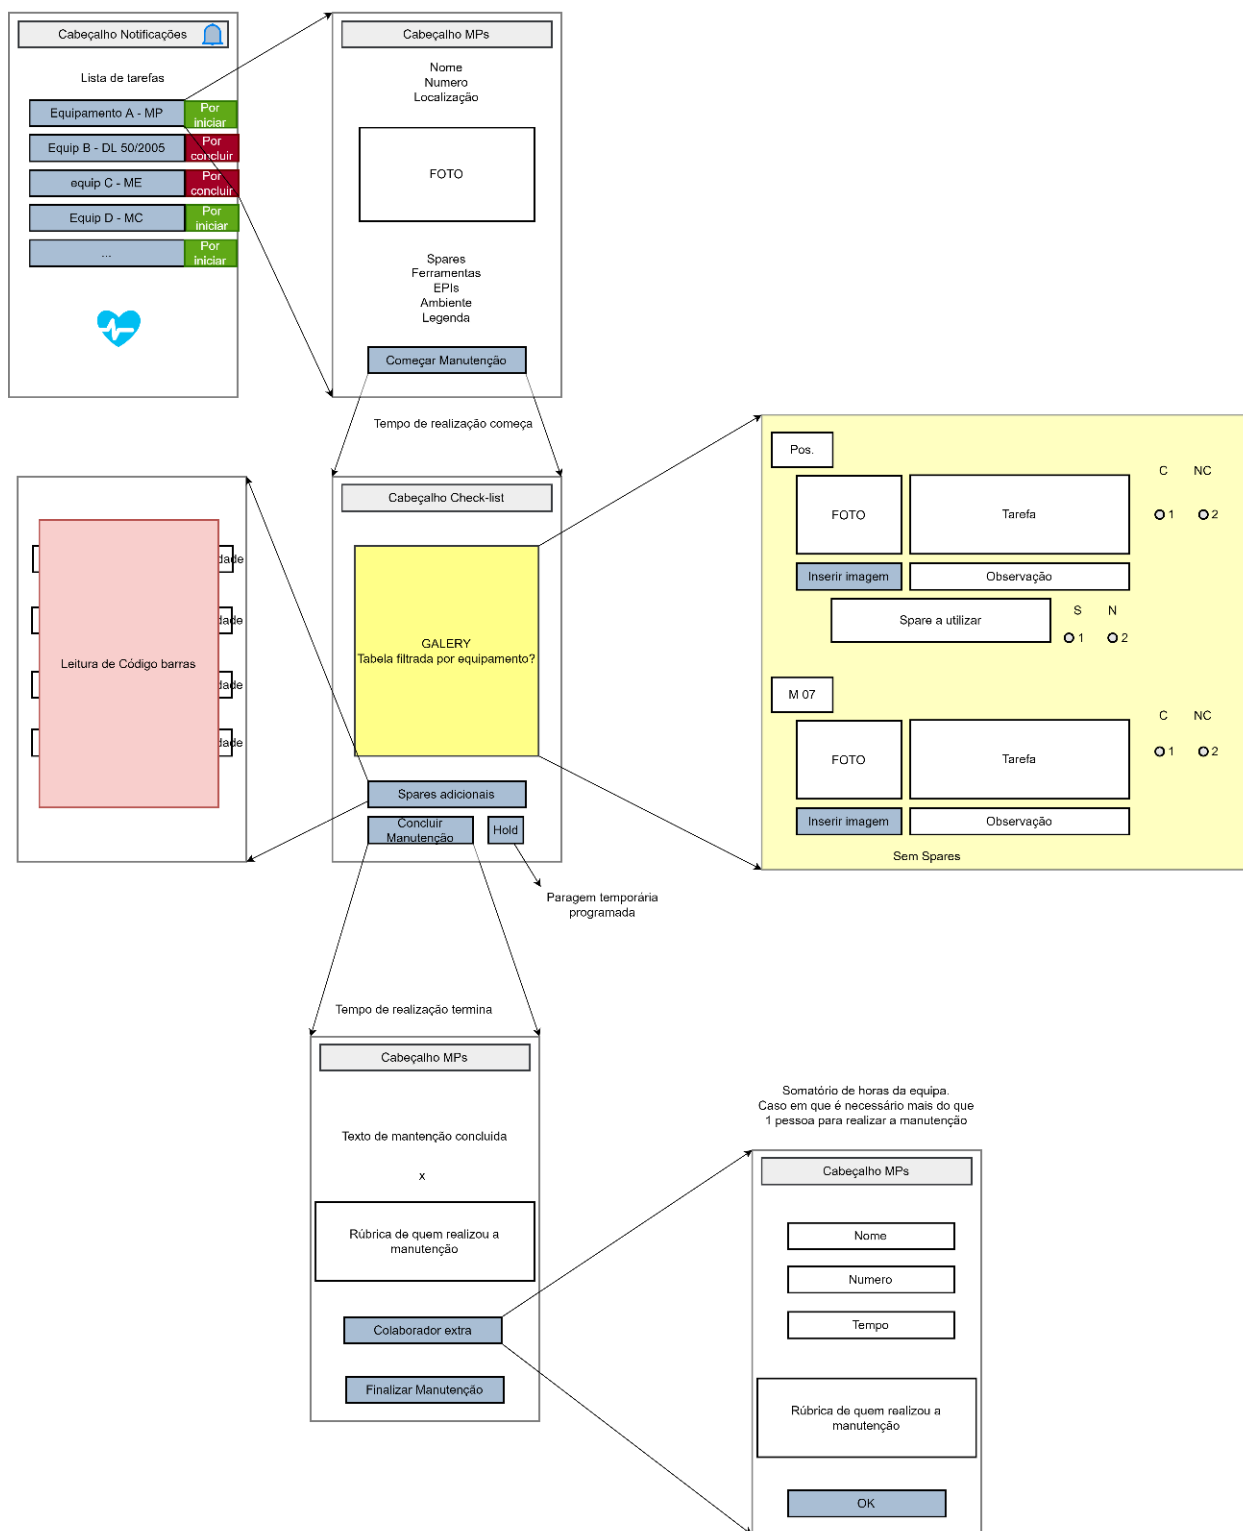 Cabeçalho Notificações
Lista de tarefas
Equipamento A - MP
Por
iniciar
Equip B - DL 50/2005
Por
concluir
equip C - ME
Por
concluir
Equip D - MC
Por
iniciar
...
Por
iniciar
Cabeçalho MPs
Nome
Numero
Localização
FOTO
Spares
Ferramentas
EPIs
Ambiente
Legenda
Começar Manutenção
Tempo de realização começa
Leitura de Código barras
dade
dade
dade
dade
Cabeçalho Check-list
GALERY
Tabela filtrada por equipamento?
Spares adicionais
Concluir
Manutenção
Hold
Paragem temporária
programada
Pos.
C NC
FOTO
Tarefa
1 2
Inserir imagem
Observação
Spare a utilizar
S N
1 2
M 07
C NC
FOTO
Tarefa
1 2
Inserir imagem
Observação
Sem Spares
Tempo de realização termina
Cabeçalho MPs
Texto de mantenção concluida
x
Rúbrica de quem realizou a
manutenção
Colaborador extra
Finalizar Manutenção
Somatório de horas da equipa.
Caso em que é necessário mais do que
1 pessoa para realizar a manutenção
Cabeçalho MPs
Nome
Numero
Tempo
Rúbrica de quem realizou a
manutenção
OK